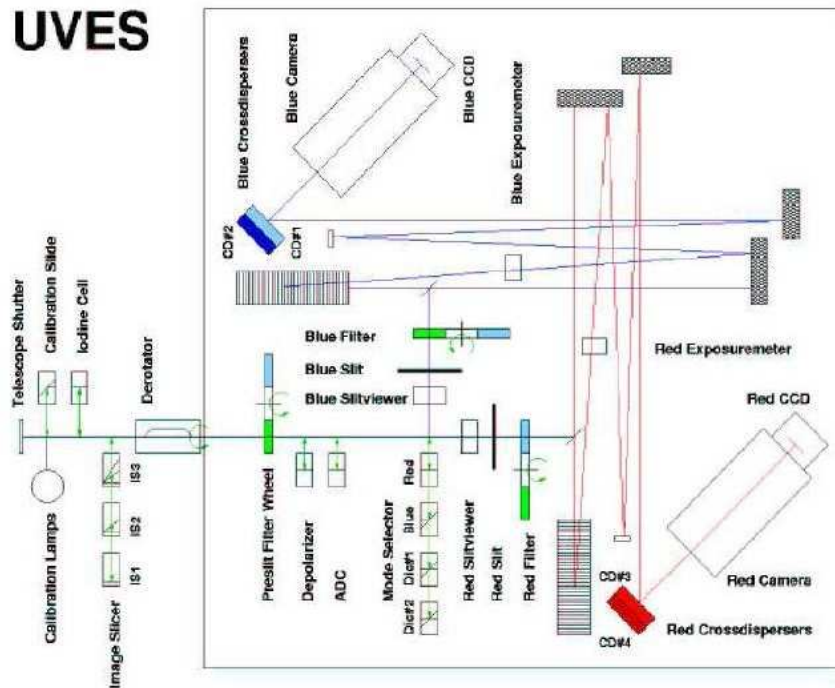 UVES
Blue Crossdispersers
Blue Camera
Blue CCD
Blue Exposuremeter
CD#2
CD#1
Telescope Shutter
Calibration Slide
Iodine Cell
Derotator
Blue Filter
Blue Slit
Blue Slitviewer
Red Exposuremeter
Red CCD
Calibration Lamps
Image Slicer
IS1
IS2
IS3
Preslit Filter Wheel
Depolarizer
ADC
Mode Selector
Red
Blue
Dic#1
Dic#2
Red Slitviewer
Red Slit
Red Filter
CD#3
CD#4
Red Camera
Red Crossdispersers